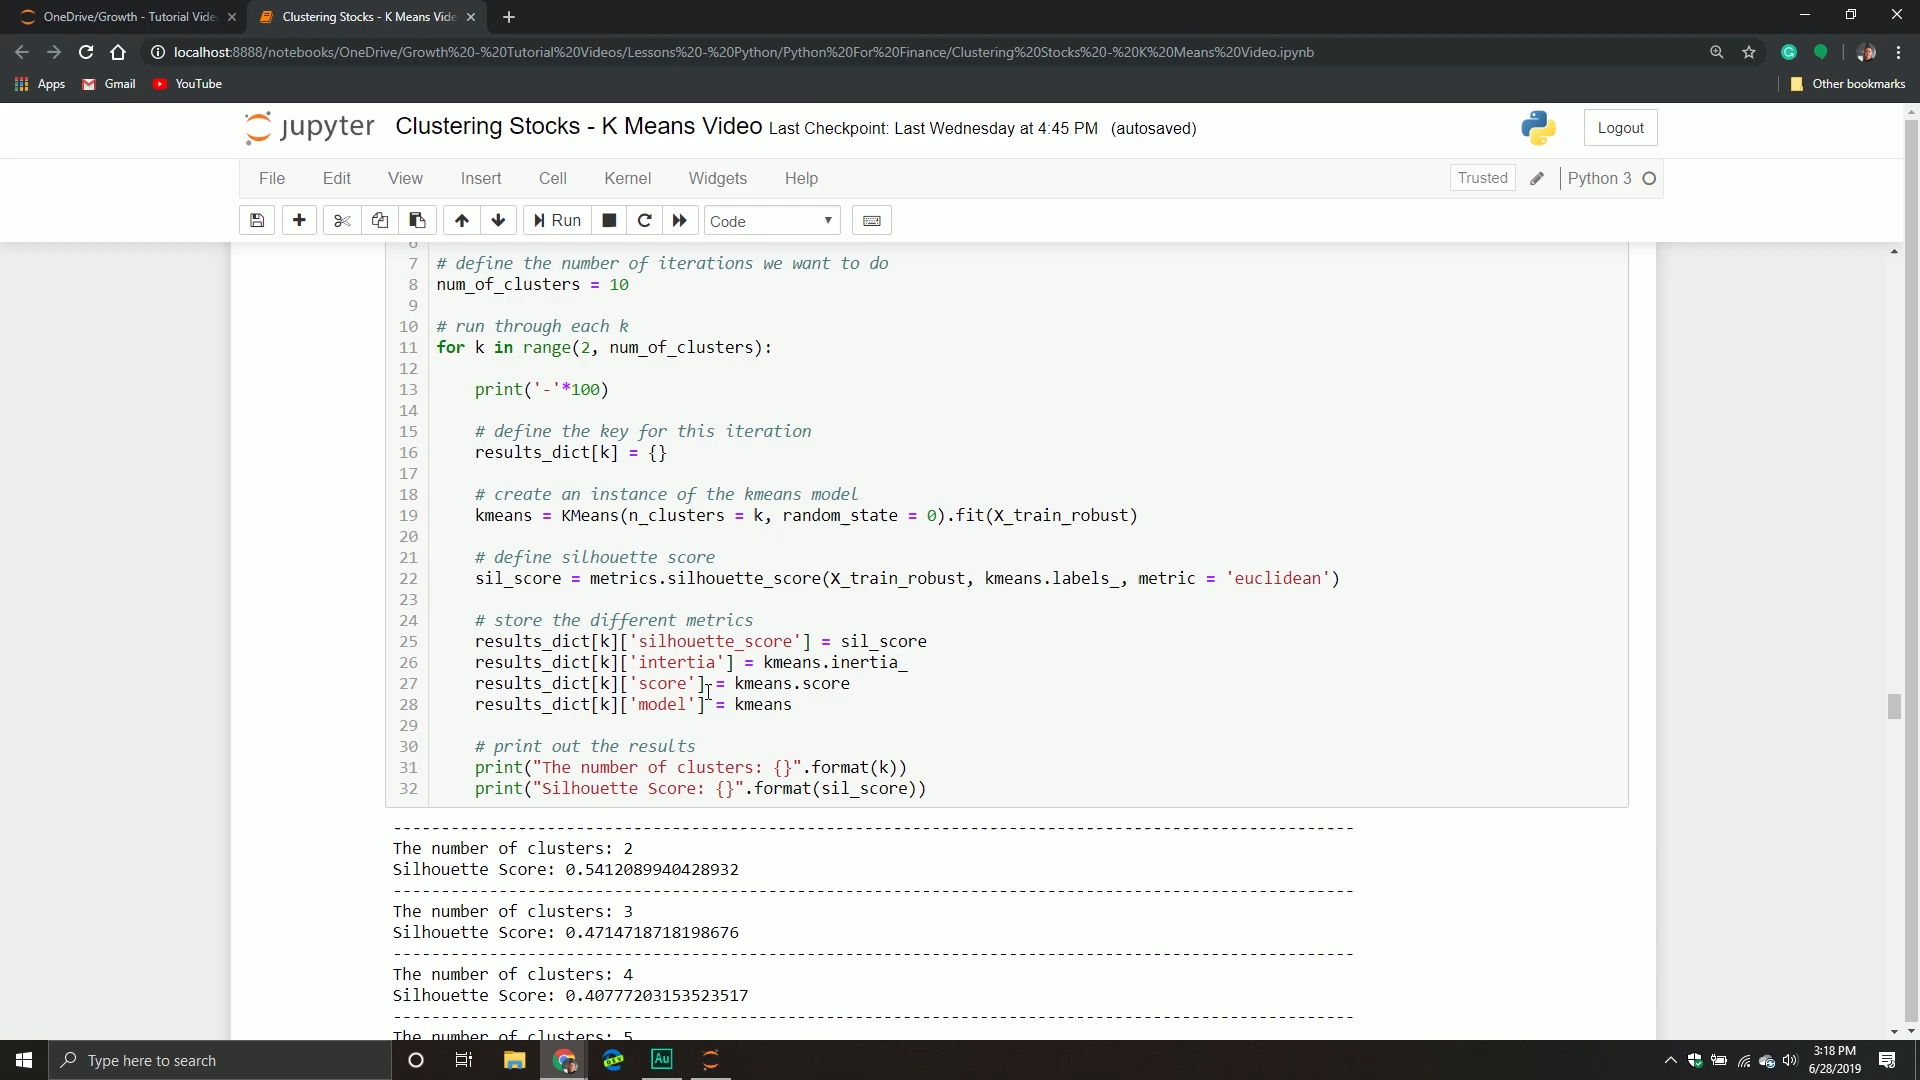 OneDrive/Growth - Tutorial Vide
Clustering Stocks - K Means Vide
localhost:8888/notebooks/OneDrive/Growth%20-%20Tutorial%20Videos/Lessons%20-%20Python/Python%20For%20Finance/Clustering%20Stocks%20-%20K%20Means%20Video.ipynb
Apps
Gmail
YouTube
Other bookmarks
jupyter
Clustering Stocks - K Means Video Last Checkpoint: Last Wednesday at 4:45 PM (autosaved)
Logout
File Edit View Insert Cell Kernel Widgets Help
Trusted
Python 3
Run
Code
6
7 # define the number of iterations we want to do
8 num_of_clusters = 10
9
10 # run through each k
11 for k in range(2, num_of_clusters):
12
13 print('-'*100)
14
15 # define the key for this iteration
16 results_dict[k] = {}
17
18 # create an instance of the kmeans model
19 kmeans = KMeans(n_clusters = k, random_state = 0).fit(X_train_robust)
20
21 # define silhouette score
22 sil_score = metrics.silhouette_score(X_train_robust, kmeans.labels_, metric = 'euclidean')
23
24 # store the different metrics
25 results_dict[k]['silhouette_score'] = sil_score
26 results_dict[k]['intertia'] = kmeans.inertia_
27 results_dict[k]['score'] = kmeans.score
28 results_dict[k]['model'] = kmeans
29
30 # print out the results
31 print("The number of clusters: {}".format(k))
32 print("Silhouette Score: {}".format(sil_score))
----------------------------------------------------------------------------------------------------
The number of clusters: 2
Silhouette Score: 0.5412089940428932
----------------------------------------------------------------------------------------------------
The number of clusters: 3
Silhouette Score: 0.4714718718198676
----------------------------------------------------------------------------------------------------
The number of clusters: 4
Silhouette Score: 0.40777203153523517
----------------------------------------------------------------------------------------------------
The number of clusters: 5
Type here to search
DEV
Au
3:18 PM
6/28/2019